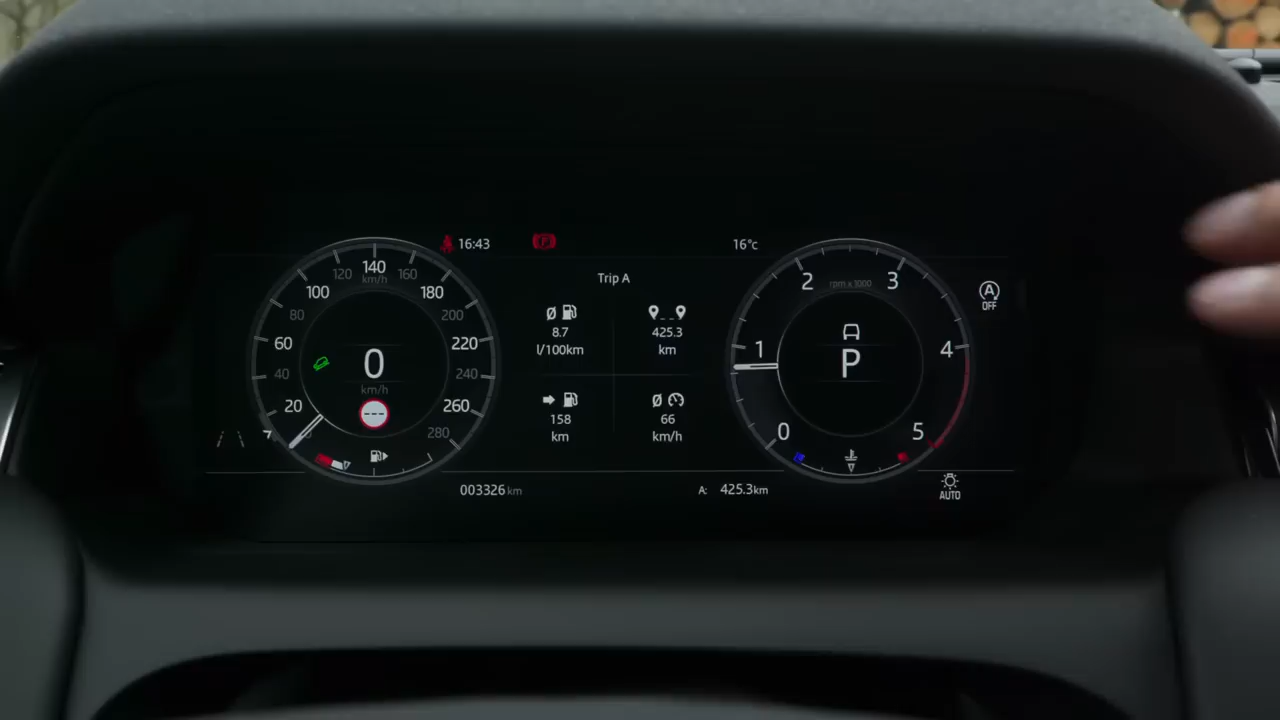 16:43
P
16°c
Trip A
140
km/h
120
160
100
180
80
200
60
220
40
240
20
260
280
0
km/h
8.7
l/100km
425.3
km
158
km
66
km/h
2
3
rpm x 1000
1
4
0
5
P
A
OFF
003326 km
A: 425.3km
AUTO